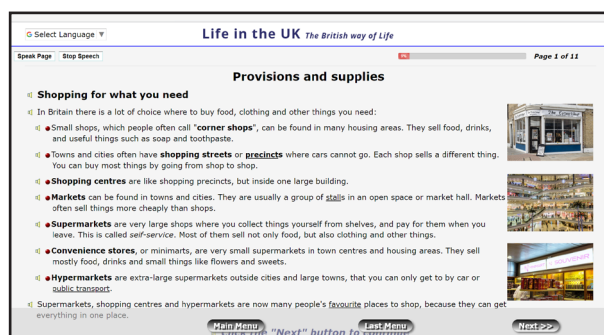 G Select Language ▼
Life in the UK The British way of Life
Speak Page Stop Speech
Page 1 of 11
Provisions and supplies
Shopping for what you need
In Britain there is a lot of choice where to buy food, clothing and other things you need:
Small shops, which people often call "corner shops", can be found in many housing areas. They sell food, drinks,
and useful things such as soap and toothpaste.
Towns and cities often have shopping streets or precincts where cars cannot go. Each shop sells a different thing.
You can buy most things by going from shop to shop.
Shopping centres are like shopping precincts, but inside one large building.
Markets can be found in towns and cities. They are usually a group of stalls in an open space or market hall. Markets
often sell things more cheaply than shops.
Supermarkets are very large shops where you collect things yourself from shelves, and pay for them when you
leave. This is called self-service. Most of them sell not only food, but also clothing and other things.
Convenience stores, or minimarts, are very small supermarkets in town centres and housing areas. They sell
mostly food, drinks and small things like flowers and sweets.
Hypermarkets are extra-large supermarkets outside cities and large towns, that you can only get to by car or
public transport.
Supermarkets, shopping centres and hypermarkets are now many people's favourite places to shop, because they can get
everything in one place.
Main Menu Last Menu Next >>
Click the "Next" button to continue